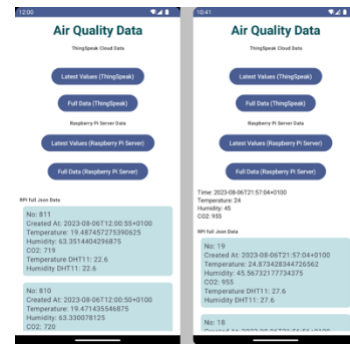 12:00
Air Quality Data
ThingSpeak Cloud Data
Latest Values (ThingSpeak)
Full Data (ThingSpeak)
Raspberry Pi Server Data
Latest Values (Raspberry Pi Server)
Full Data (Raspberry Pi Server)
RPI full Json Data
No: 811
Created At: 2023-08-06T12:00:55+0100
Temperature: 19.487457275390625
Humidity: 63.3514404296875
CO2: 719
Temperature DHT11: 22.6
Humidity DHT11: 22.6
No: 810
Created At: 2023-08-06T12:00:50+0100
Temperature: 19.471435546875
Humidity: 63.330078125
CO2: 720
10:41
Air Quality Data
ThingSpeak Cloud Data
Latest Values (ThingSpeak)
Full Data (ThingSpeak)
Raspberry Pi Server Data
Latest Values (Raspberry Pi Server)
Full Data (Raspberry Pi Server)
Time: 2023-08-06T21:57:04+0100
Temperature: 24
Humidity: 45
CO2: 955
RPI full Json Data
No: 19
Created At: 2023-08-06T21:57:04+0100
Temperature: 24.873428344726562
Humidity: 45.56732177734375
CO2: 955
Temperature DHT11: 27.6
Humidity DHT11: 27.6
No: 18